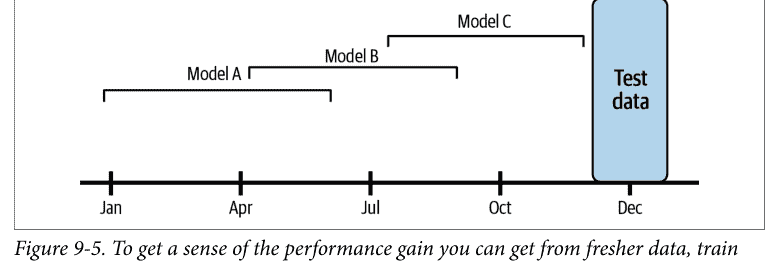 Model C
Model B
Model A
Test
data
Jan Apr Jul Oct Dec
Figure 9-5. To get a sense of the performance gain you can get from fresher data, train